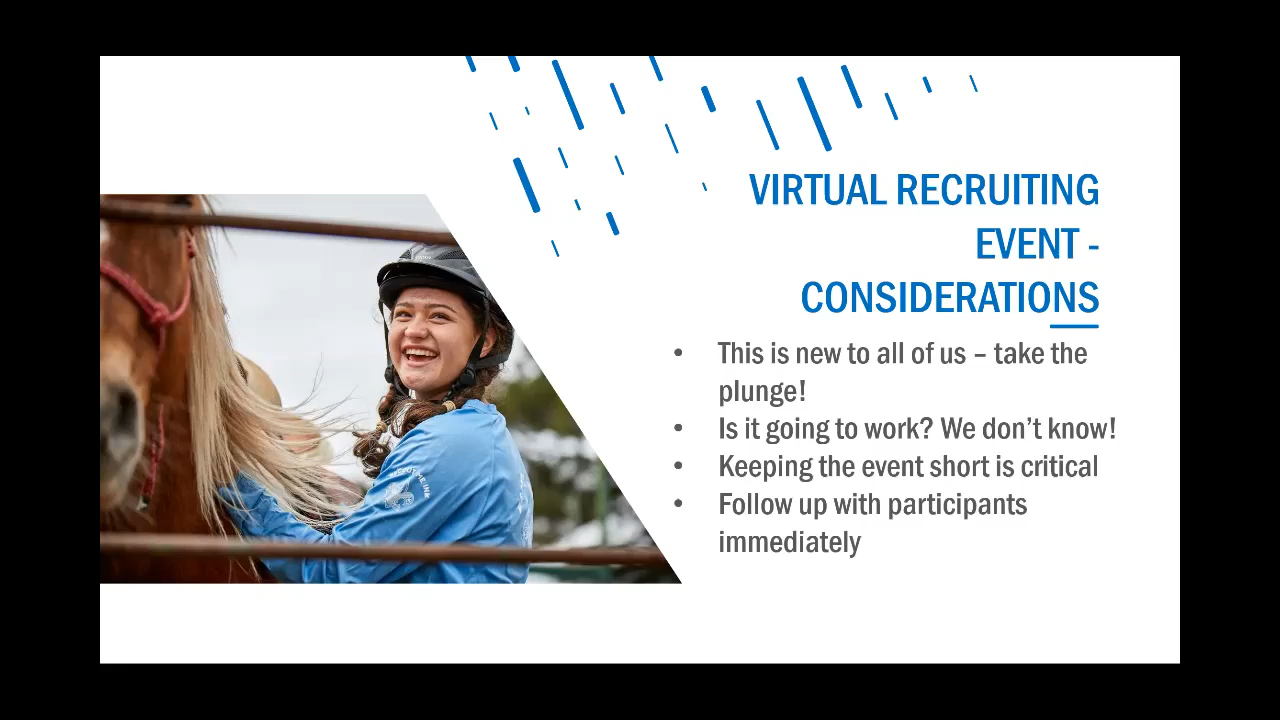 VIRTUAL RECRUITING
EVENT -
CONSIDERATIONS
• This is new to all of us – take the
plunge!
• Is it going to work? We don't know!
• Keeping the event short is critical
• Follow up with participants
immediately